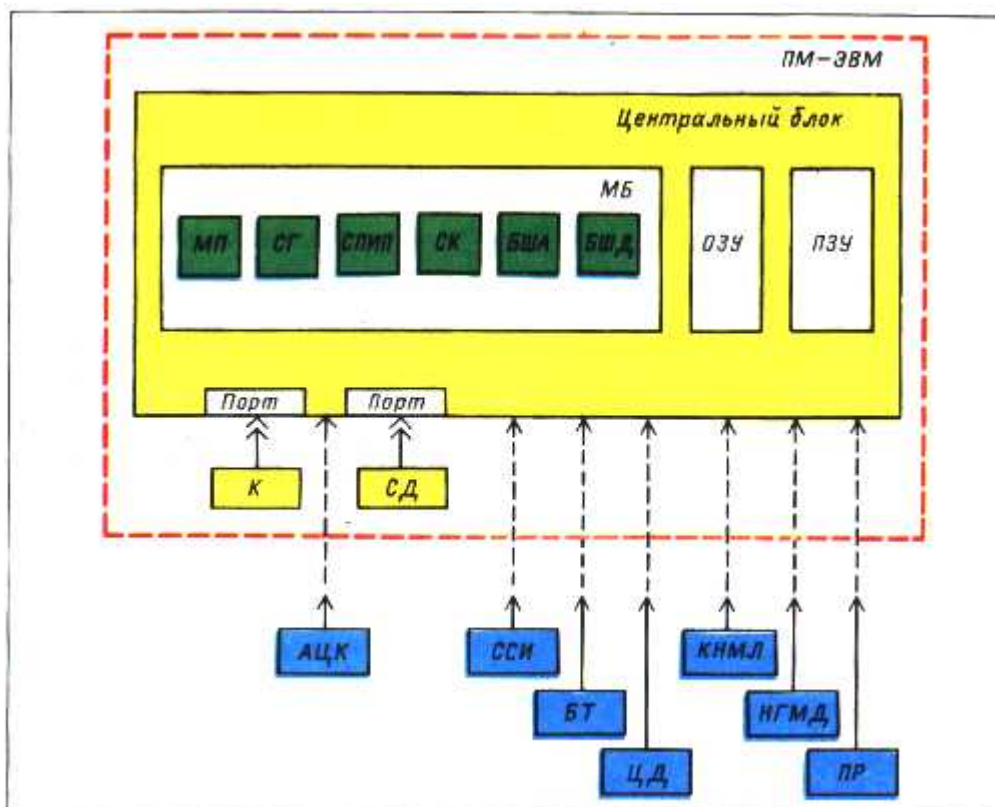 ПМ-ЭВМ
Центральный блок
МБ
МП СГ СПИП СК БША БШД ОЗУ ПЗУ
Порт Порт
К СД
АЦК ССИ КНМЛ
БТ НГМД
ЦД ПР